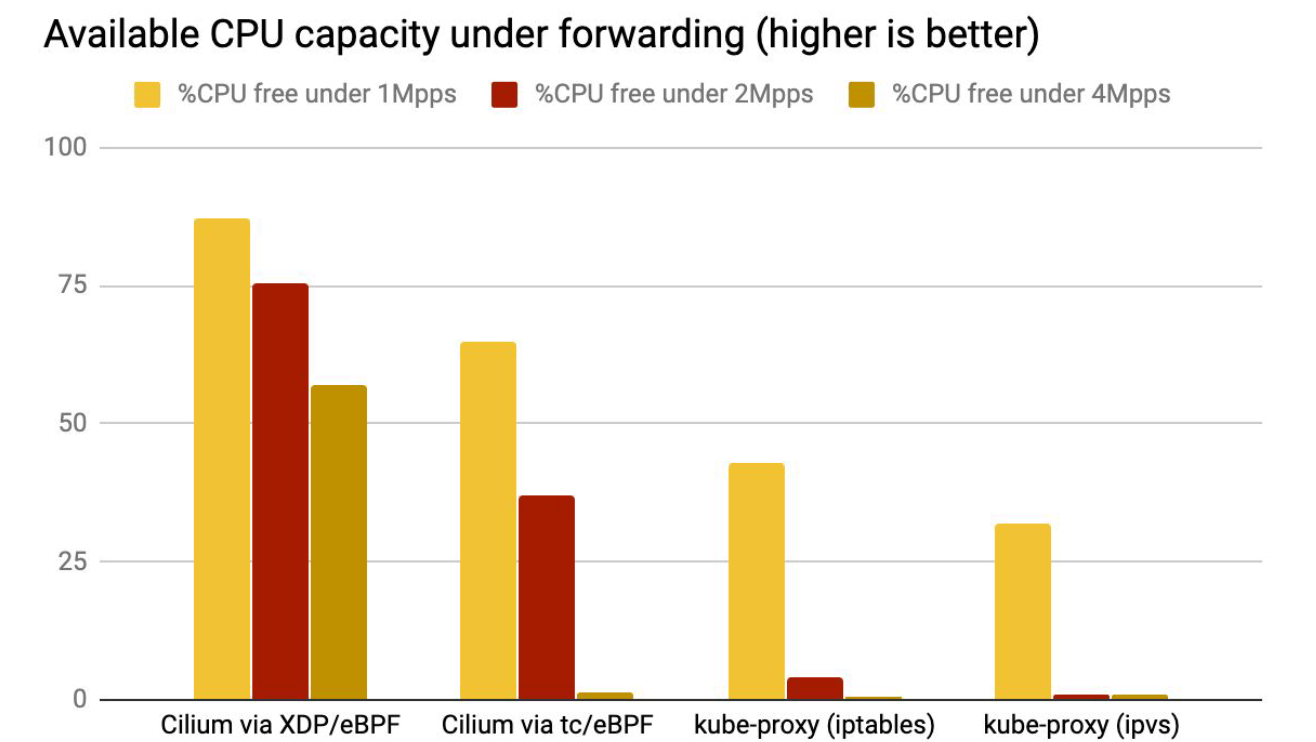 Available CPU capacity under forwarding (higher is better)
%CPU free under 1Mpps %CPU free under 2Mpps %CPU free under 4Mpps
100
75
50
25
0
Cilium via XDP/eBPF Cilium via tc/eBPF kube-proxy (iptables) kube-proxy (ipvs)